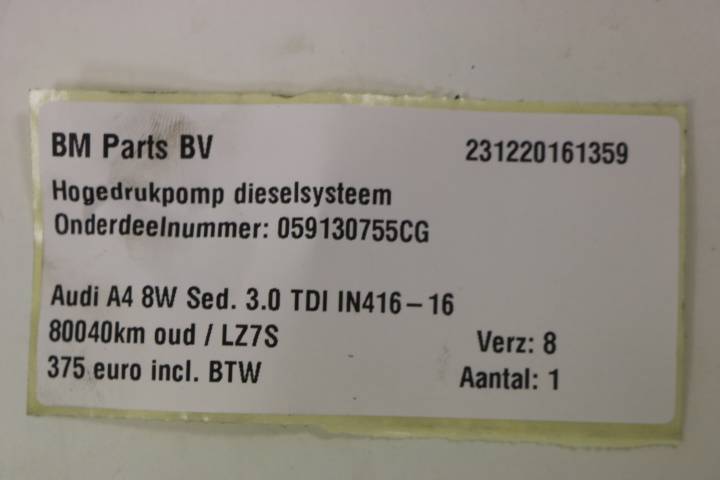 BM Parts BV 231220161359
Hogedrukpomp dieselsysteem
Onderdeelnummer: 059130755CG
Audi A4 8W Sed. 3.0 TDI IN416-16
80040km oud / LZ7S Verz: 8
375 euro incl. BTW Aantal: 1